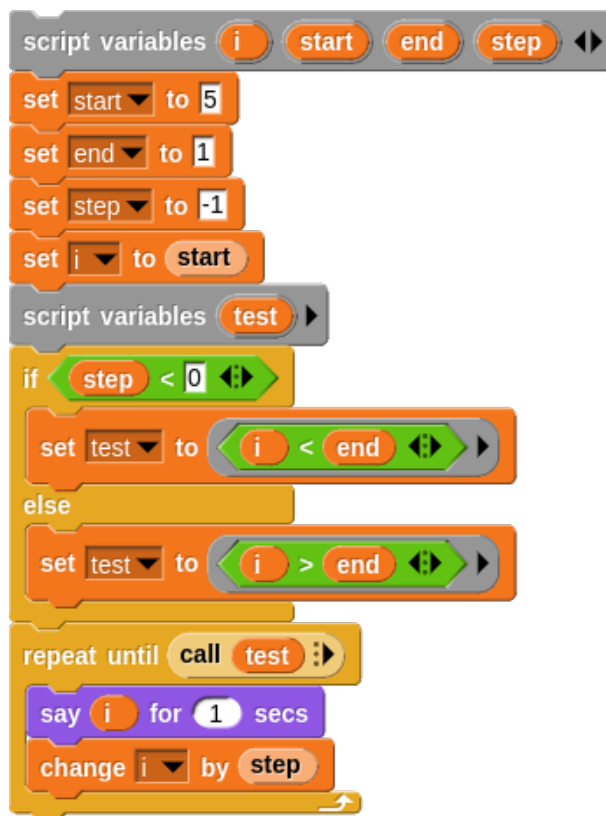 script variables i start end step
set start to 5
set end to 1
set step to -1
set i to start
script variables test
if step < 0
set test to i < end
else
set test to i > end
repeat until call test
say i for 1 secs
change i by step